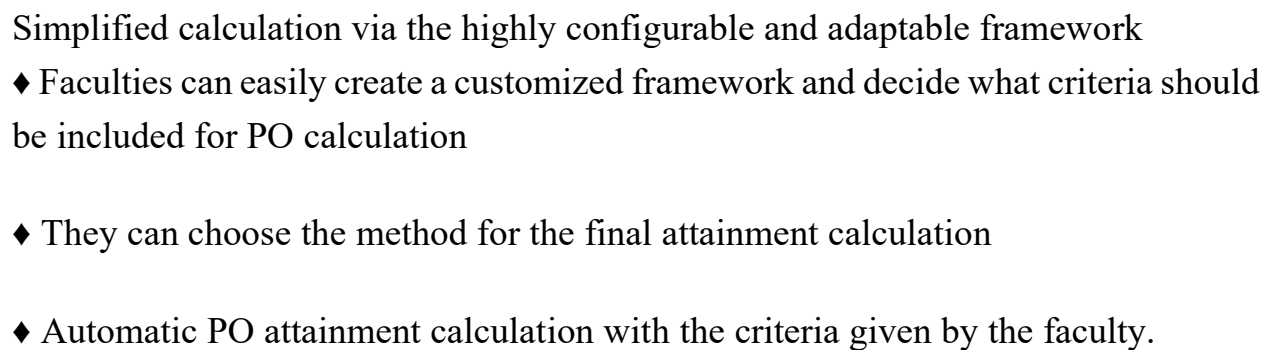 Simplified calculation via the highly configurable and adaptable framework
♦ Faculties can easily create a customized framework and decide what criteria should
be included for PO calculation
♦ They can choose the method for the final attainment calculation
♦ Automatic PO attainment calculation with the criteria given by the faculty.